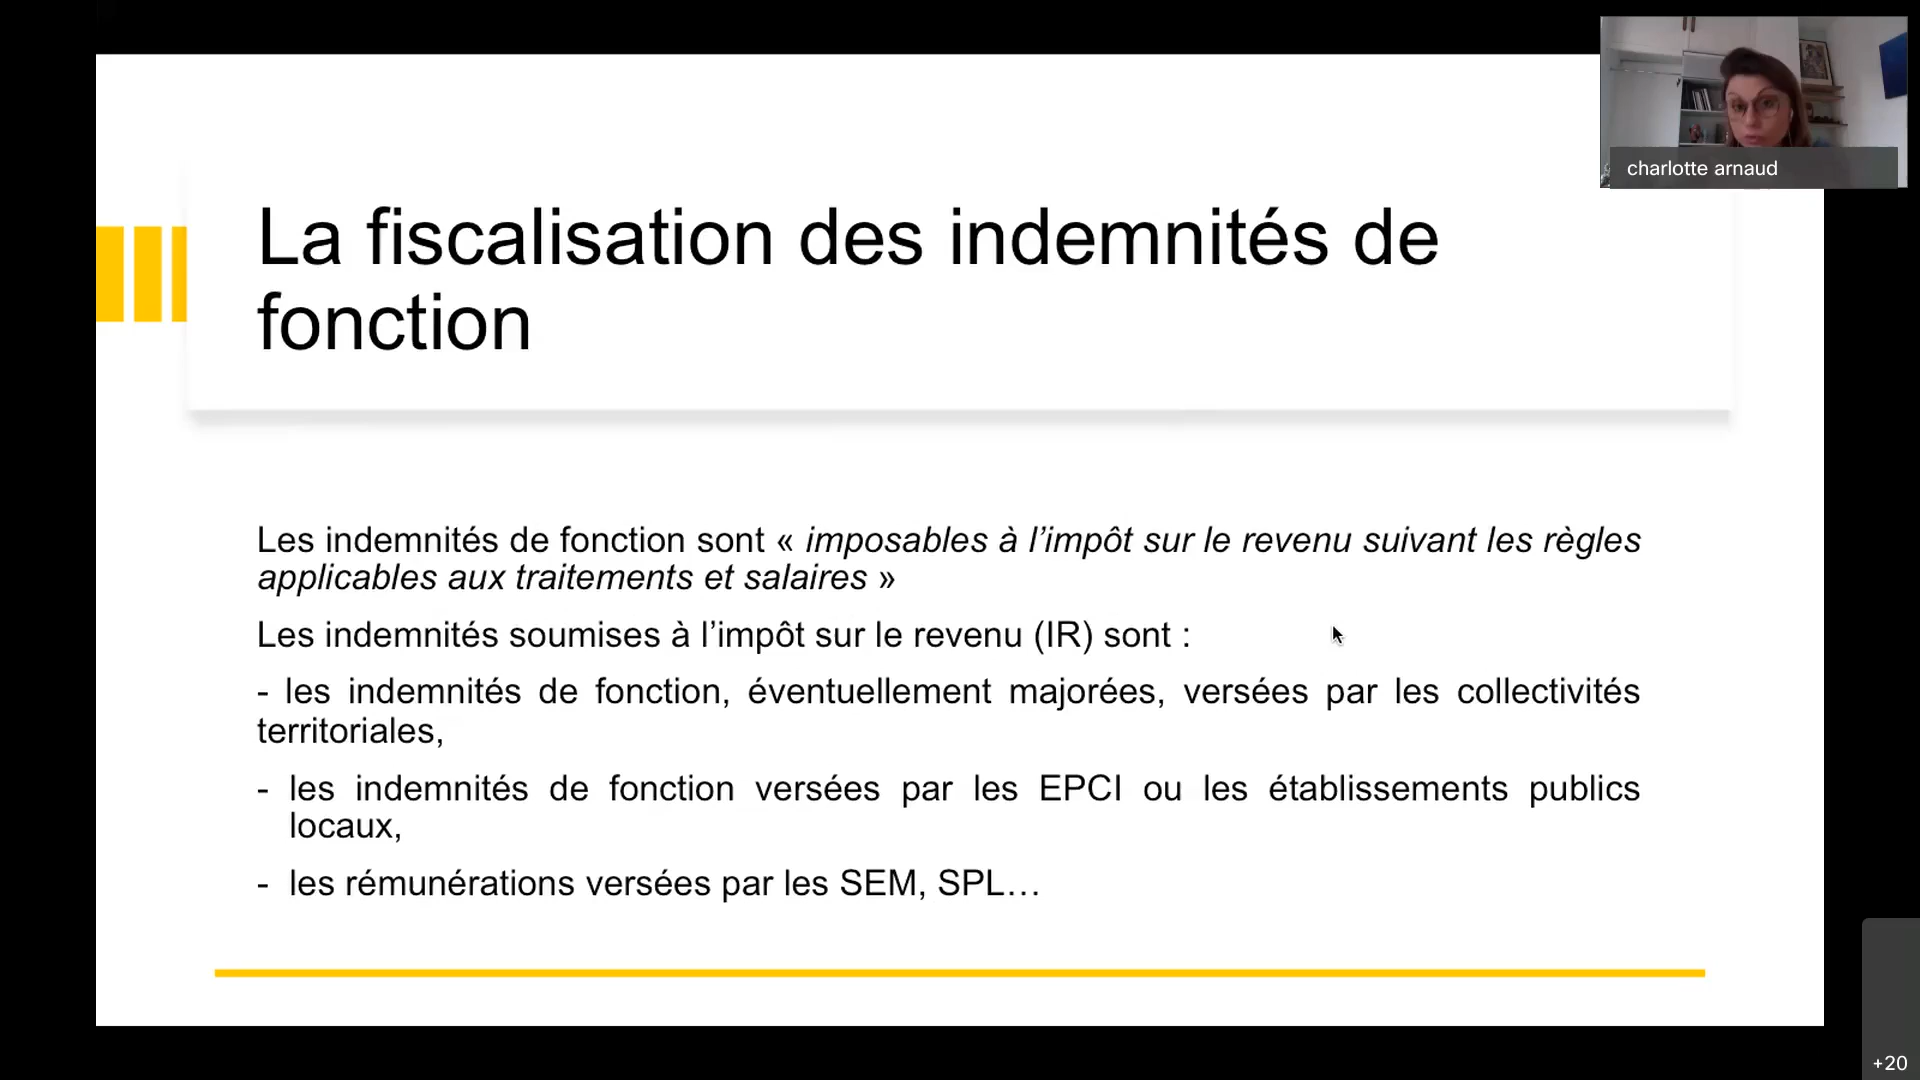 charlotte arnaud
La fiscalisation des indemnités de
fonction
Les indemnités de fonction sont « imposables à l’impôt sur le revenu suivant les règles
applicables aux traitements et salaires »
Les indemnités soumises à l’impôt sur le revenu (IR) sont :
- les indemnités de fonction, éventuellement majorées, versées par les collectivités
territoriales,
- les indemnités de fonction versées par les EPCI ou les établissements publics
locaux,
- les rémunérations versées par les SEM, SPL…
+20